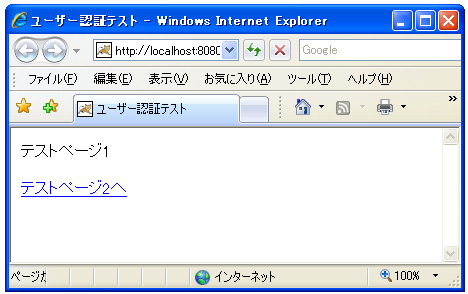 ユーザー認証テスト - Windows Internet Explorer
http://localhost:8080
Google
ファイル(F) 編集(E) 表示(V) お気に入り(A) ツール(T) ヘルプ(H)
ユーザー認証テスト
»
テストページ1
テストページ2へ
ページが インターネット 100%